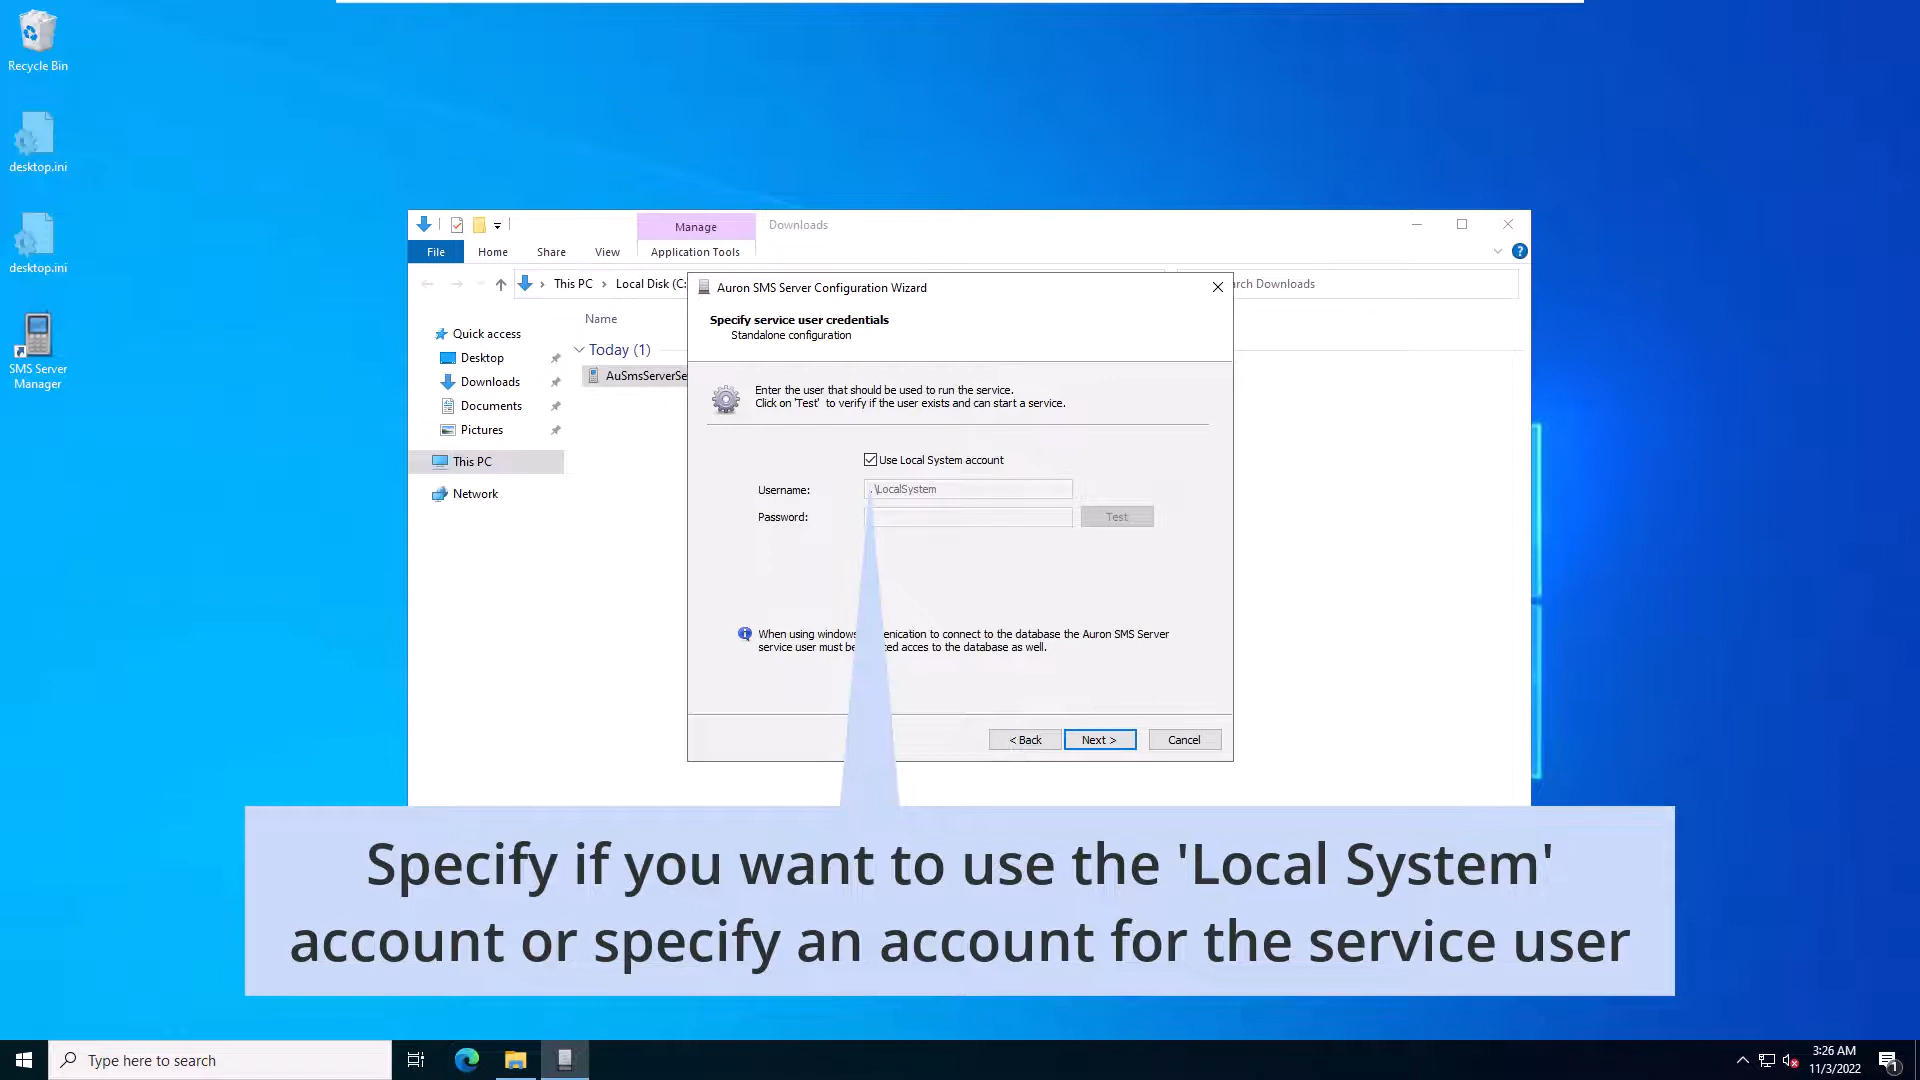 Recycle Bin
desktop.ini
desktop.ini
SMS Server
Manager
Manage
Downloads
File
Home
Share
View
Application Tools
This PC
Local Disk (C:
rch Downloads
Name
Quick access
Desktop
Downloads
Documents
Pictures
This PC
Network
Today (1)
AuSmsServerSe
Auron SMS Server Configuration Wizard
Specify service user credentials
Standalone configuration
Enter the user that should be used to run the service.
Click on 'Test' to verify if the user exists and can start a service.
Use Local System account
Username:
.\LocalSystem
Password:
Test
When using windows enication to connect to the database the Auron SMS Server
service user must be ed acces to the database as well.
< Back
Next >
Cancel
Specify if you want to use the 'Local System'
account or specify an account for the service user
Type here to search
3:26 AM
11/3/2022
1